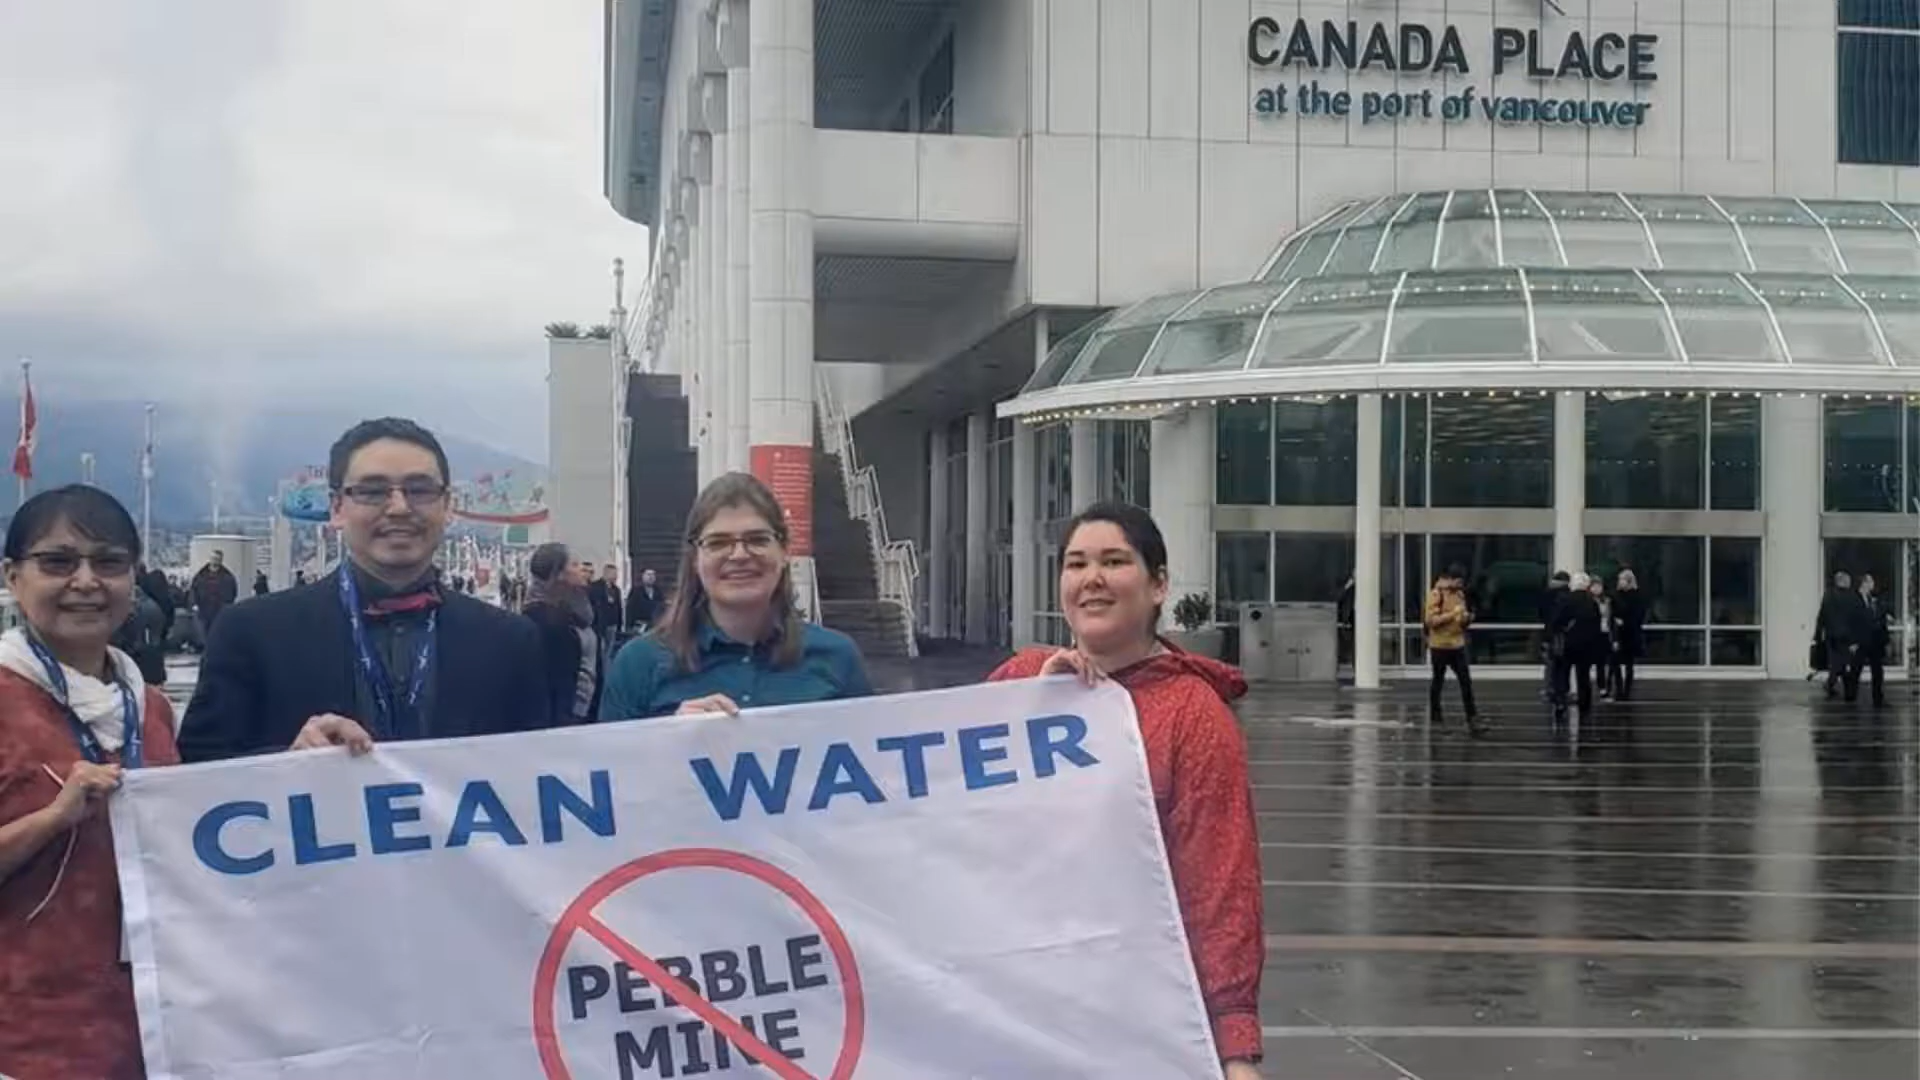 CANADA PLACE
at the port of vancouver
CLEAN WATER
PEBBLE
MINE